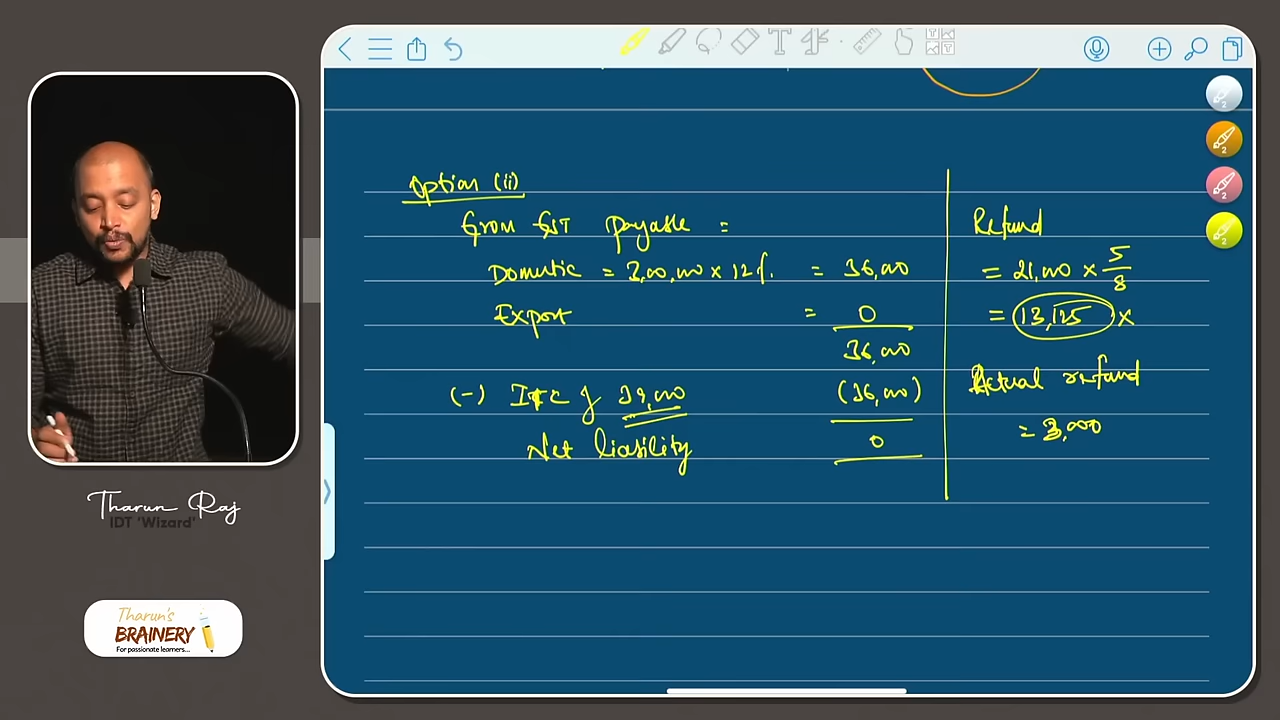 Option (ii)
Gross GST payable =
Domestic = 3,00,000 x 12%. = 36,000
Export = 0
36,000
(-) ITC of 39,000 (36,000)
Net liability 0
Refund
= 21,000 x 5/8
= 13,125 x
Actual refund
= 3,000
Tharun Raj
IDT 'Wizard'
Tharun's
BRAINERY
For passionate learners...